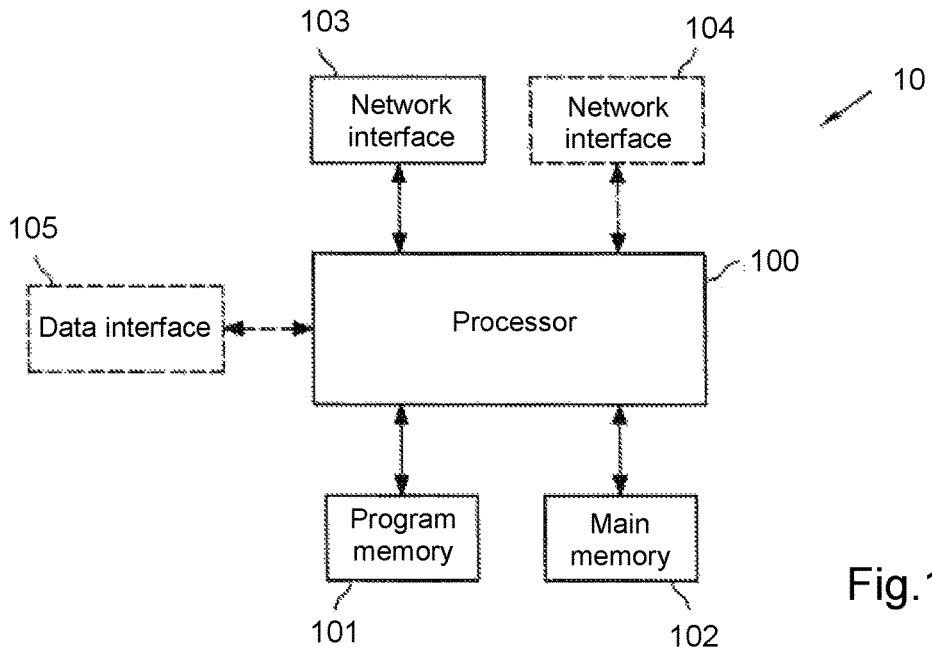 103
104
10
Network
interface
Network
interface
105
100
Data interface
Processor
Program
memory
Main
memory
101
102